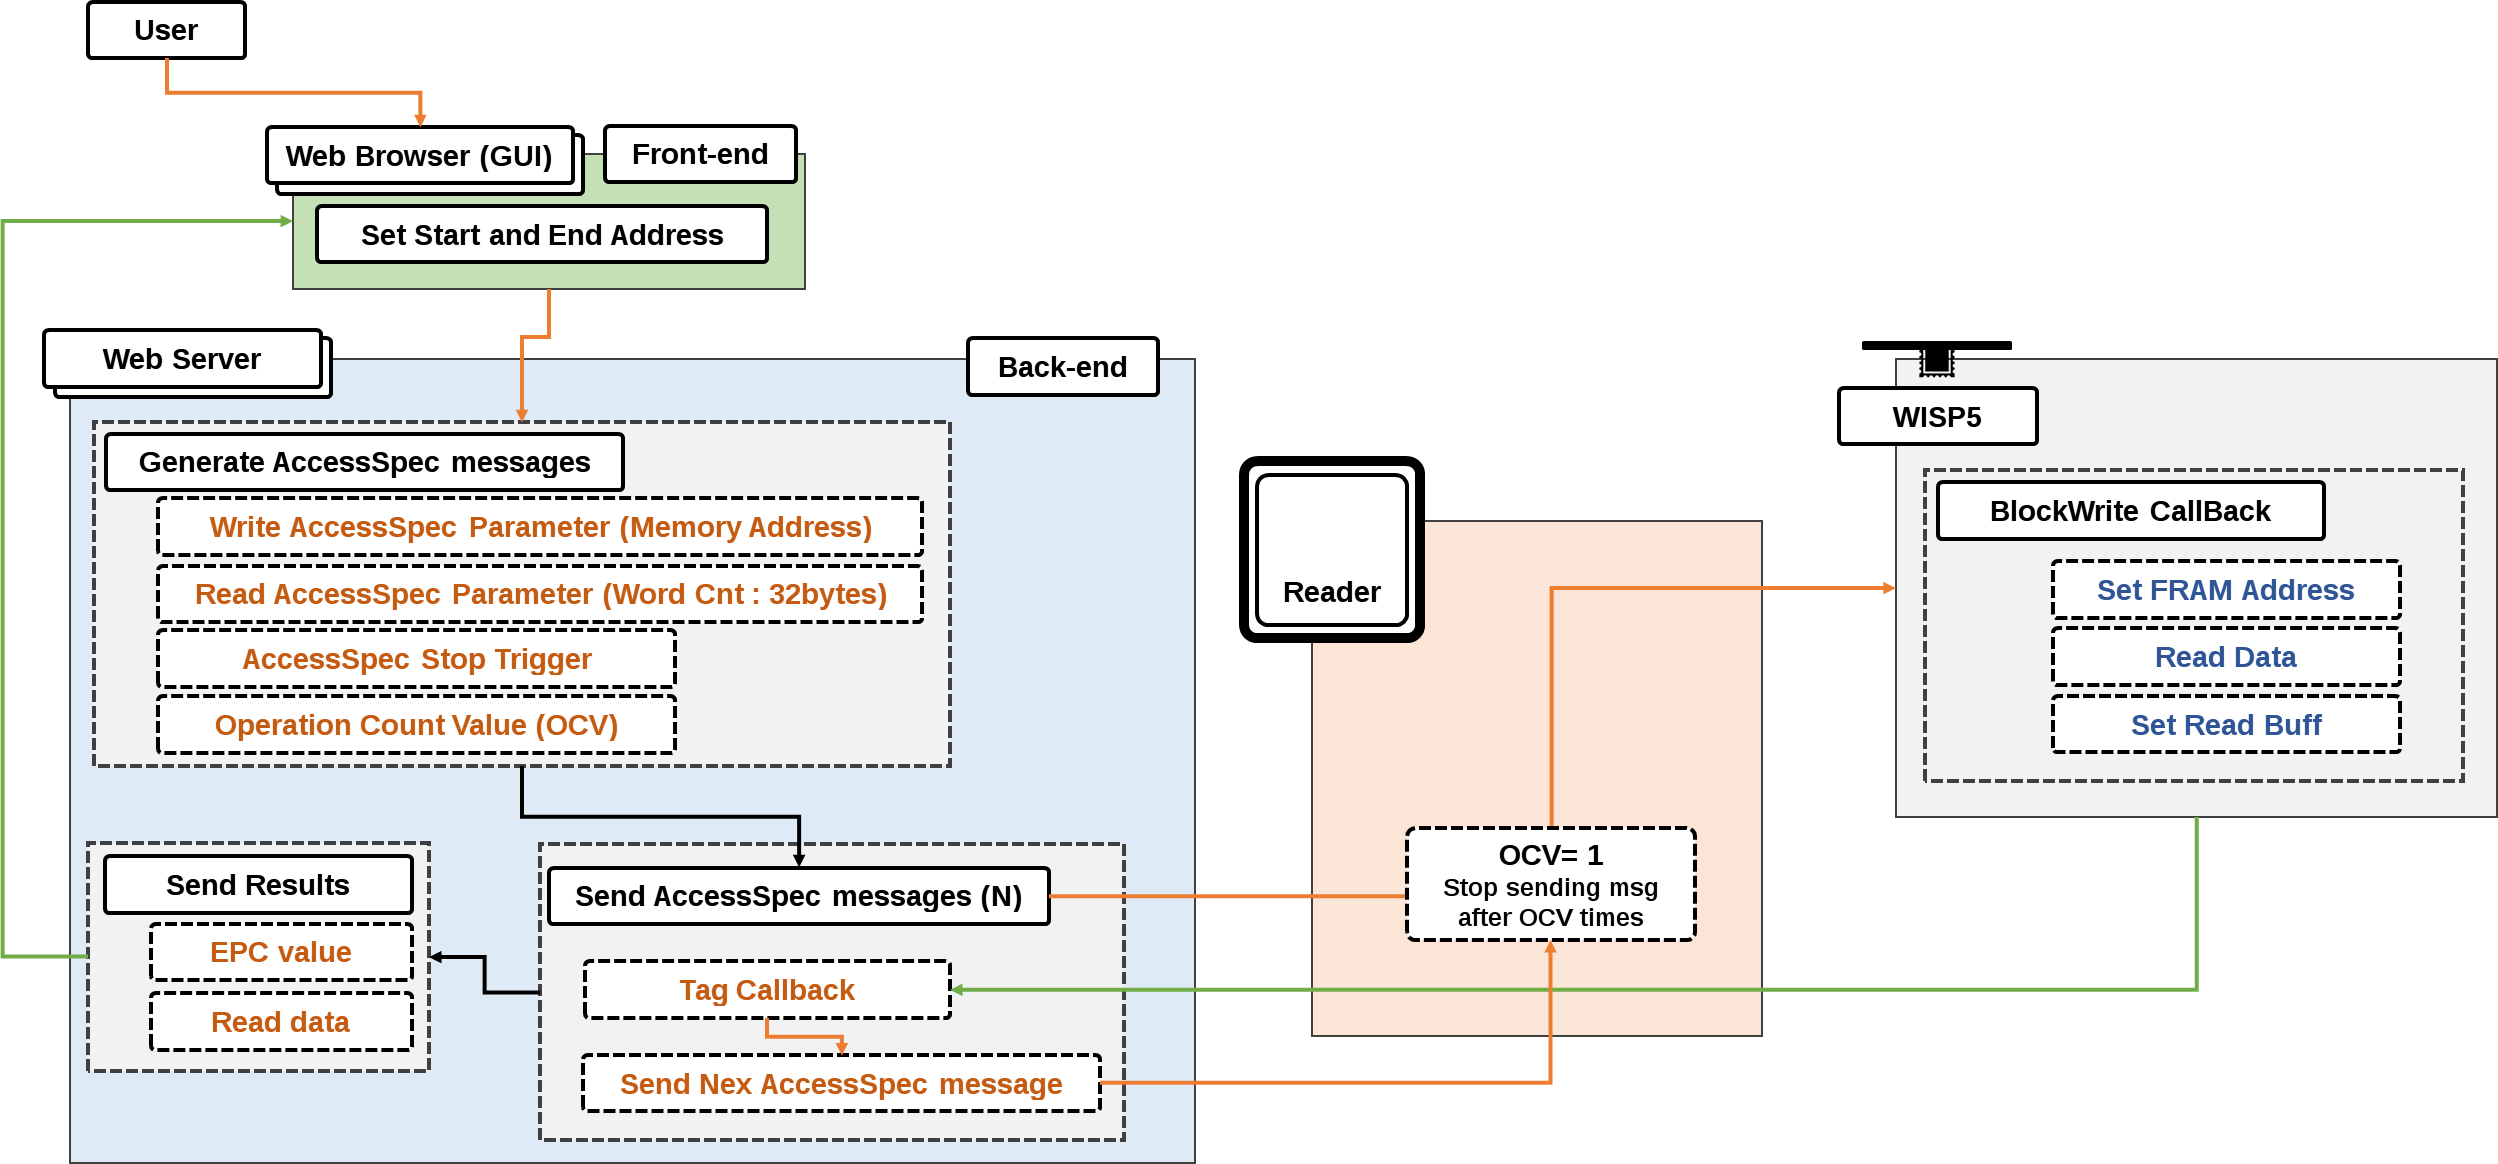 User
Web Browser (GUI)
Front-end
Set Start and End Address
Web Server
Back-end
Generate AccessSpec messages
Write AccessSpec Parameter (Memory Address)
Read AccessSpec Parameter (Word Cnt : 32bytes)
AccessSpec Stop Trigger
Operation Count Value (OCV)
Send Results
EPC value
Read data
Send AccessSpec messages (N)
Tag Callback
Send Nex AccessSpec message
Reader
OCV= 1
Stop sending msg
after OCV times
WISP5
BlockWrite CallBack
Set FRAM Address
Read Data
Set Read Buff